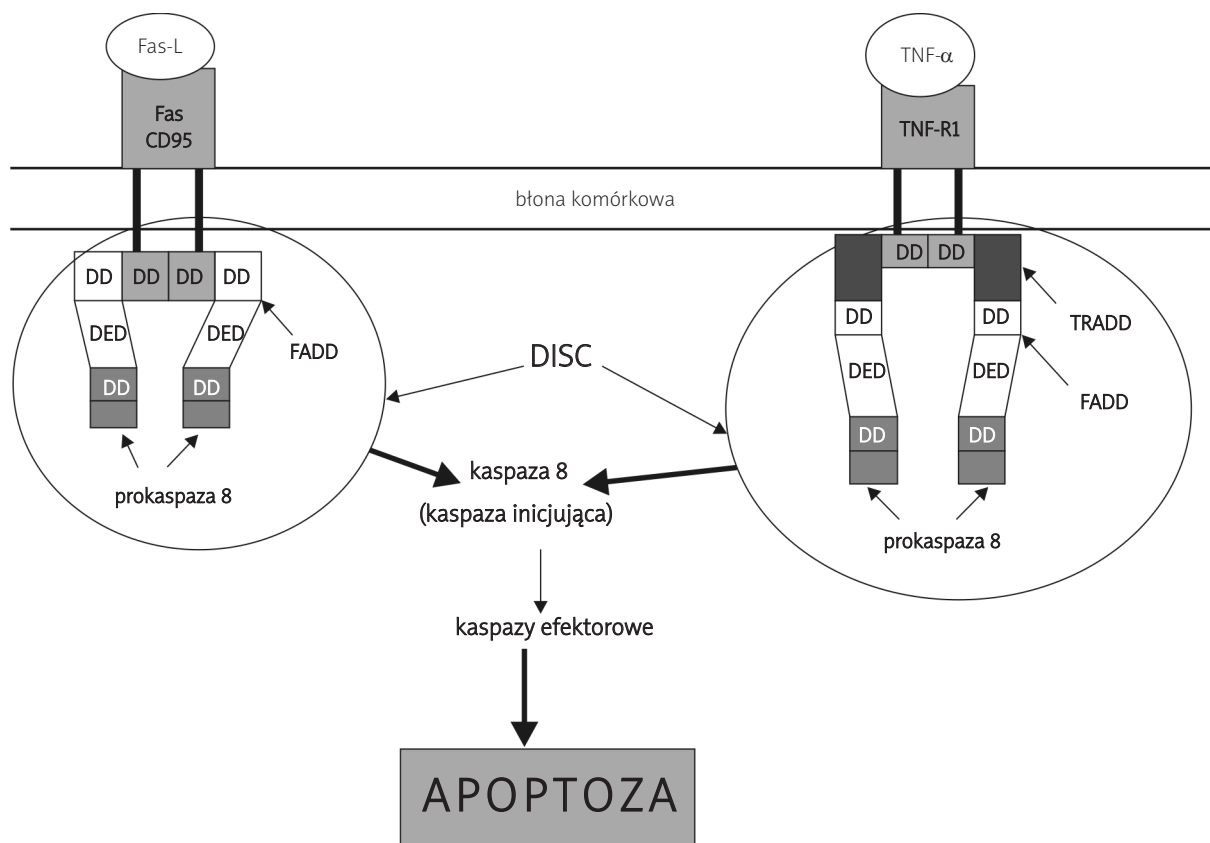 Fas-L
Fas
CD95
TNF-α
TNF-R1
błona komórkowa
DD DD DD DD
DED DED
FADD
DD DD
prokaspaza 8
DISC
DD DD
DD DD
TRADD
DED DED
FADD
DD DD
prokaspaza 8
kaspaza 8
(kaspaza inicjująca)
kaspazy efektorowe
APOPTOZA